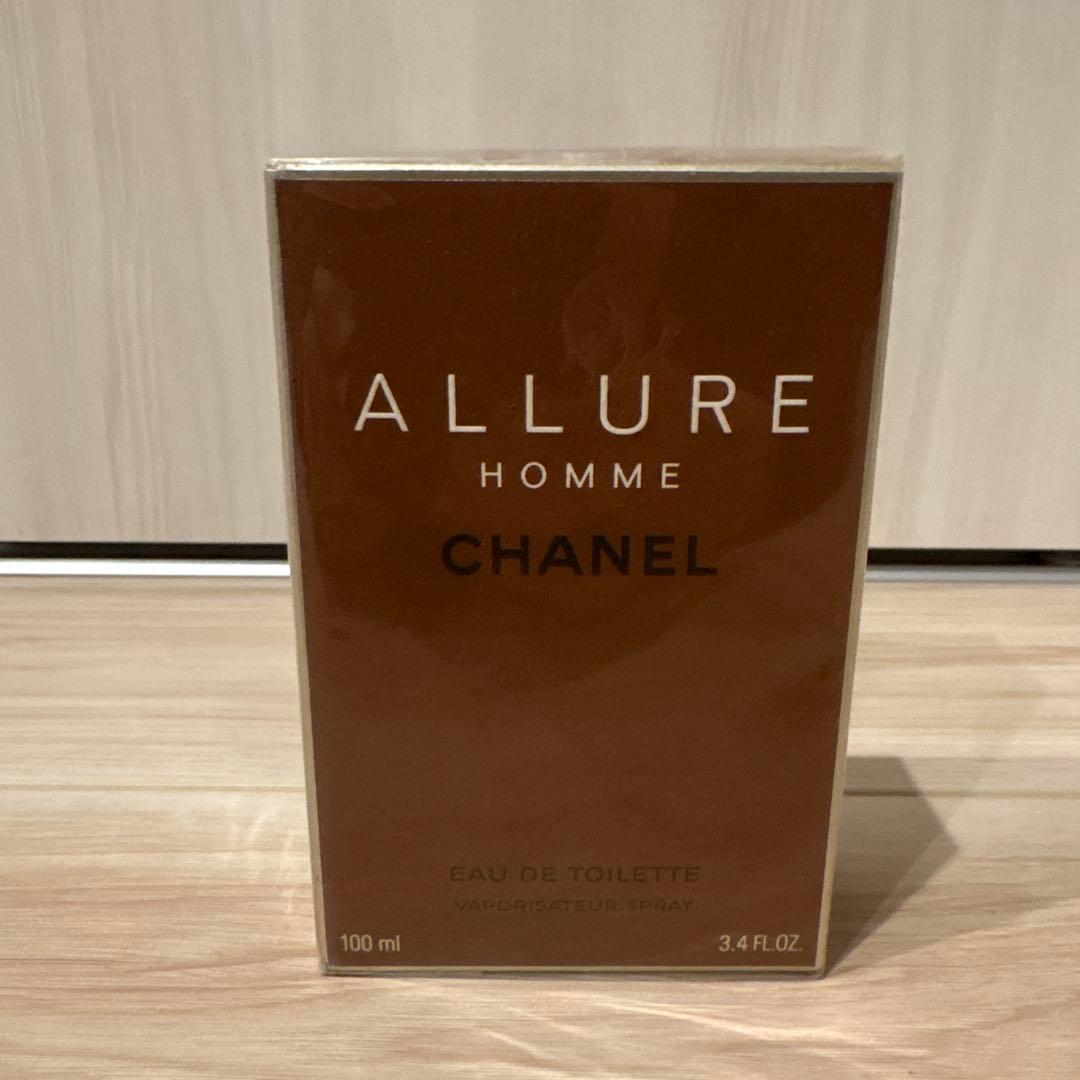 ALLURE
HOMME
CHANEL
EAU DE TOILETTE
VAPORISATEUR SPRAY
100 ml
3.4 FL.OZ.